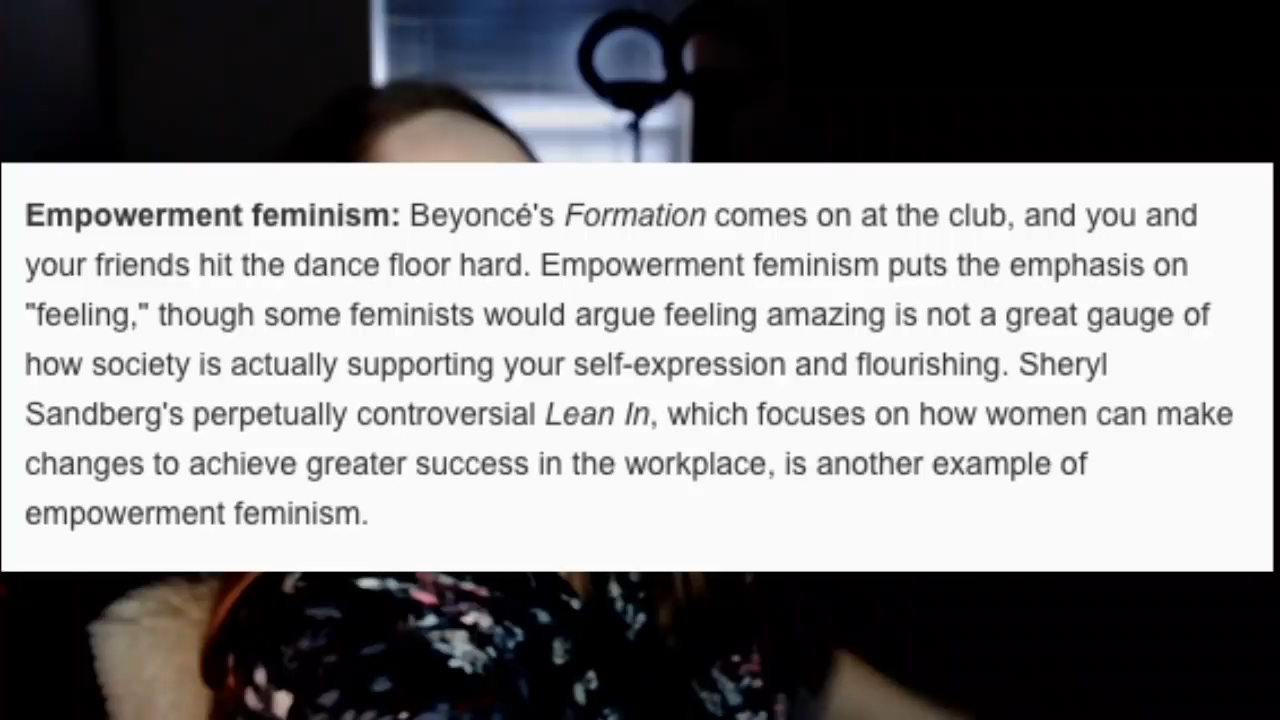 Empowerment feminism: Beyoncé's Formation comes on at the club, and you and
your friends hit the dance floor hard. Empowerment feminism puts the emphasis on
"feeling," though some feminists would argue feeling amazing is not a great gauge of
how society is actually supporting your self-expression and flourishing. Sheryl
Sandberg's perpetually controversial Lean In, which focuses on how women can make
changes to achieve greater success in the workplace, is another example of
empowerment feminism.